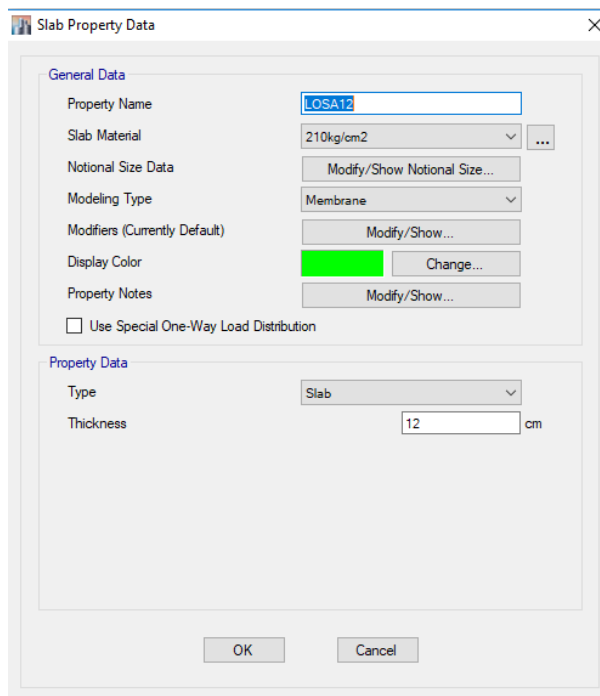 Slab Property Data
General Data
Property Name LOSA12
Slab Material 210kg/cm2 ...
Notional Size Data Modify/Show Notional Size...
Modeling Type Membrane
Modifiers (Currently Default) Modify/Show...
Display Color Change...
Property Notes Modify/Show...
Use Special One-Way Load Distribution
Property Data
Type Slab
Thickness 12 cm
OK Cancel